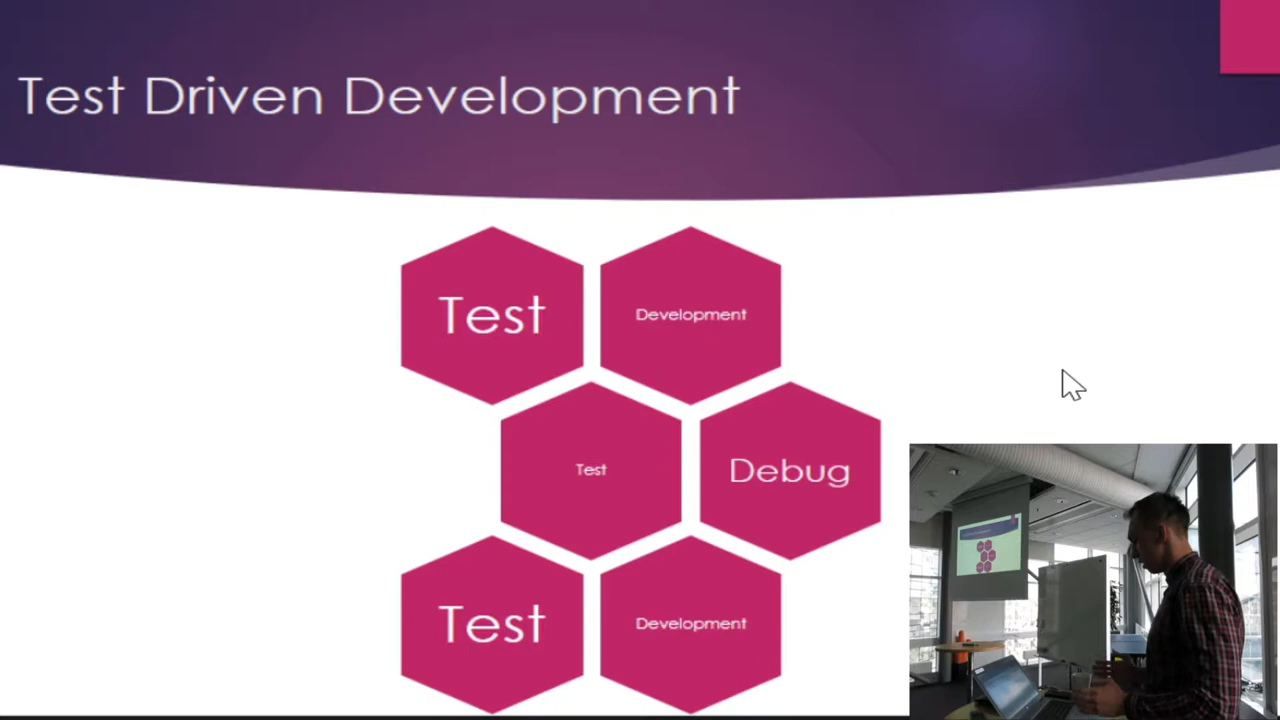 Test Driven Development
Test
Development
Test
Debug
Test
Development